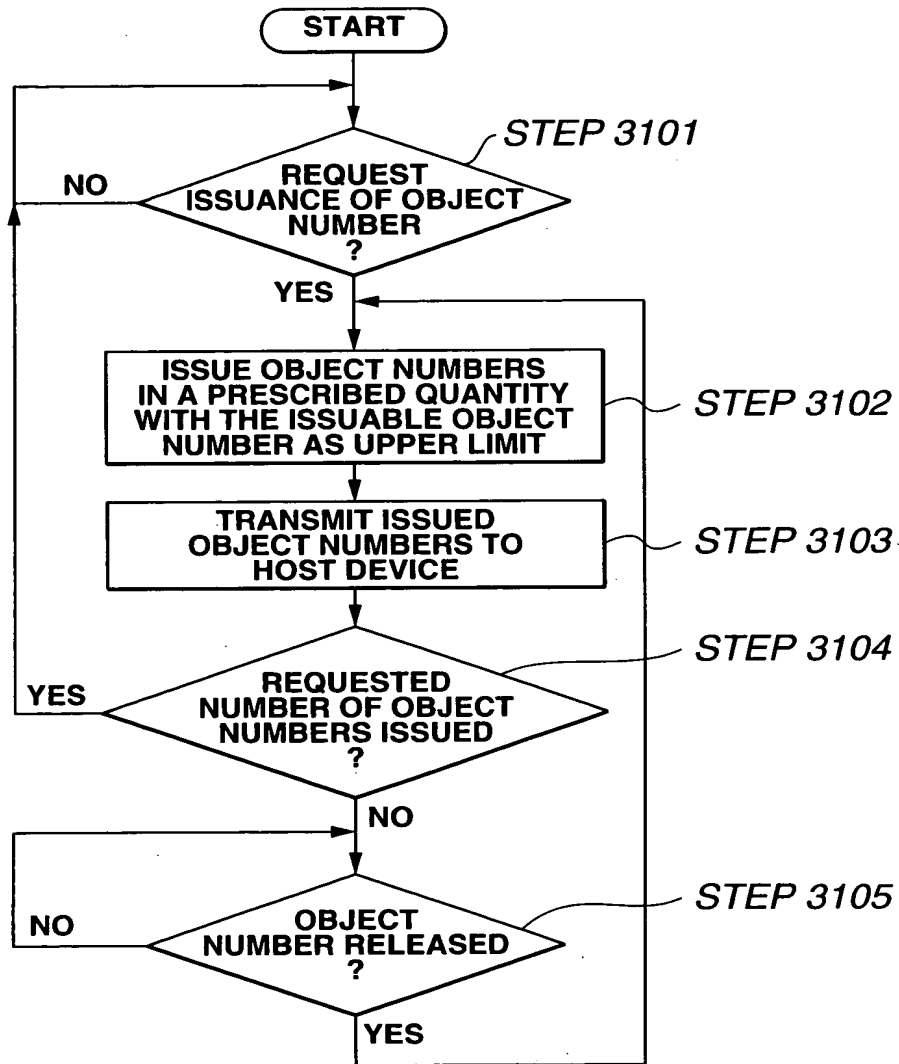 START
STEP 3101
REQUEST
ISSUANCE OF OBJECT
NUMBER
?
NO
YES
ISSUE OBJECT NUMBERS
IN A PRESCRIBED QUANTITY
WITH THE ISSUABLE OBJECT
NUMBER AS UPPER LIMIT
STEP 3102
TRANSMIT ISSUED
OBJECT NUMBERS TO
HOST DEVICE
STEP 3103
STEP 3104
REQUESTED
NUMBER OF OBJECT
NUMBERS ISSUED
?
YES
NO
STEP 3105
OBJECT
NUMBER RELEASED
?
NO
YES